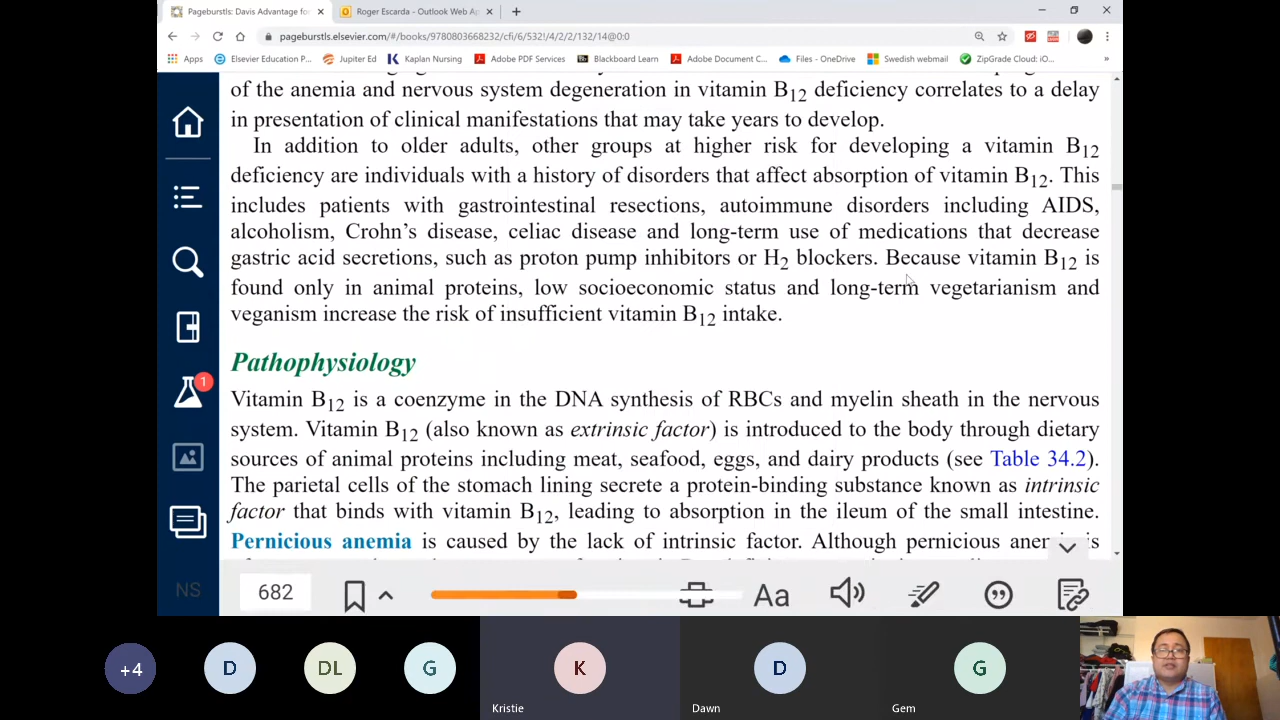 Pageburstls: Davis Advantage for
Roger Escarda - Outlook Web Ap
pageburstls.elsevier.com/#/books/9780803668232/cfi/6/532!/4/2/2/132/14@0:0
Apps
Elsevier Education P...
Jupiter Ed
Kaplan Nursing
Adobe PDF Services
Blackboard Learn
Adobe Document C...
Files - OneDrive
Swedish webmail
ZipGrade Cloud: iO...
»
of the anemia and nervous system degeneration in vitamin B12 deficiency correlates to a delay
in presentation of clinical manifestations that may take years to develop.
In addition to older adults, other groups at higher risk for developing a vitamin B12
deficiency are individuals with a history of disorders that affect absorption of vitamin B12. This
includes patients with gastrointestinal resections, autoimmune disorders including AIDS,
alcoholism, Crohn's disease, celiac disease and long-term use of medications that decrease
gastric acid secretions, such as proton pump inhibitors or H2 blockers. Because vitamin B12 is
found only in animal proteins, low socioeconomic status and long-term vegetarianism and
veganism increase the risk of insufficient vitamin B12 intake.
Pathophysiology
Vitamin B12 is a coenzyme in the DNA synthesis of RBCs and myelin sheath in the nervous
system. Vitamin B12 (also known as extrinsic factor) is introduced to the body through dietary
sources of animal proteins including meat, seafood, eggs, and dairy products (see Table 34.2).
The parietal cells of the stomach lining secrete a protein-binding substance known as intrinsic
factor that binds with vitamin B12, leading to absorption in the ileum of the small intestine.
Pernicious anemia is caused by the lack of intrinsic factor. Although pernicious is
1
NS
682
Aa
+4
D
DL
G
K
Kristie
D
Dawn
G
Gem